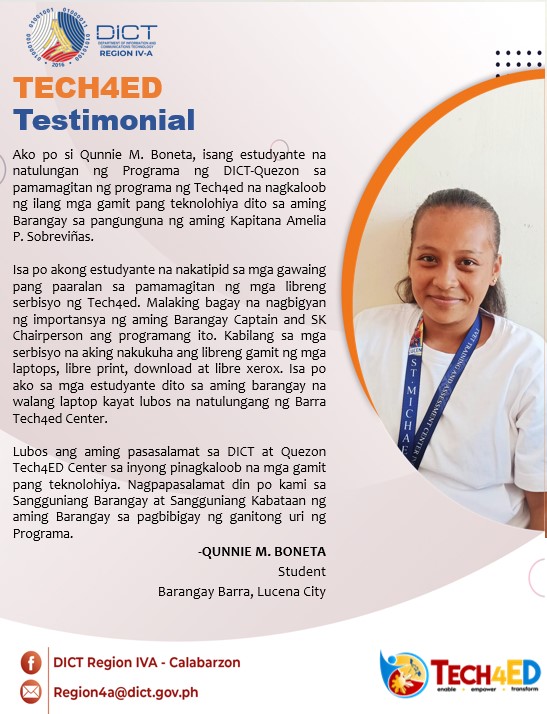 DICT
DEPARTMENT OF INFORMATION AND
COMMUNICATIONS TECHNOLOGY
REGION IV-A
2016
TECH4ED
Testimonial
Ako po si Qunnie M. Boneta, isang estudyante na
natulungan ng Programa ng DICT-Quezon sa
pamamagitan ng programa ng Tech4ed na nagkaloob
ng ilang mga gamit pang teknolohiya dito sa aming
Barangay sa pangunguna ng aming Kapitana Amelia
P. Sobreviñas.
Isa po akong estudyante na nakatipid sa mga gawaing
pang paaralan sa pamamagitan ng mga libreng
serbisyo ng Tech4ed. Malaking bagay na nagbigyan
ng importansya ng aming Barangay Captain and SK
Chairperson ang programang ito. Kabilang sa mga
serbisyo na aking nakukuha ang libreng gamit ng mga
laptops, libre print, download at libre xerox. Isa po
ako sa mga estudyante dito sa aming barangay na
walang laptop kayat lubos na natulungang ng Barra
Tech4ed Center.
Lubos ang aming pasasalamat sa DICT at Quezon
Tech4ED Center sa inyong pinagkaloob na mga gamit
pang teknolohiya. Nagpapasalamat din po kami sa
Sangguniang Barangay at Sangguniang Kabataan ng
aming Barangay sa pagbibigay ng ganitong uri ng
Programa.
-QUNNIE M. BONETA
Student
Barangay Barra, Lucena City
ST. MICHAE
TRAINING AND ASSESSMENT CENTER
DICT Region IVA - Calabarzon
Region4a@dict.gov.ph
TECH4ED
enable • empower • transform